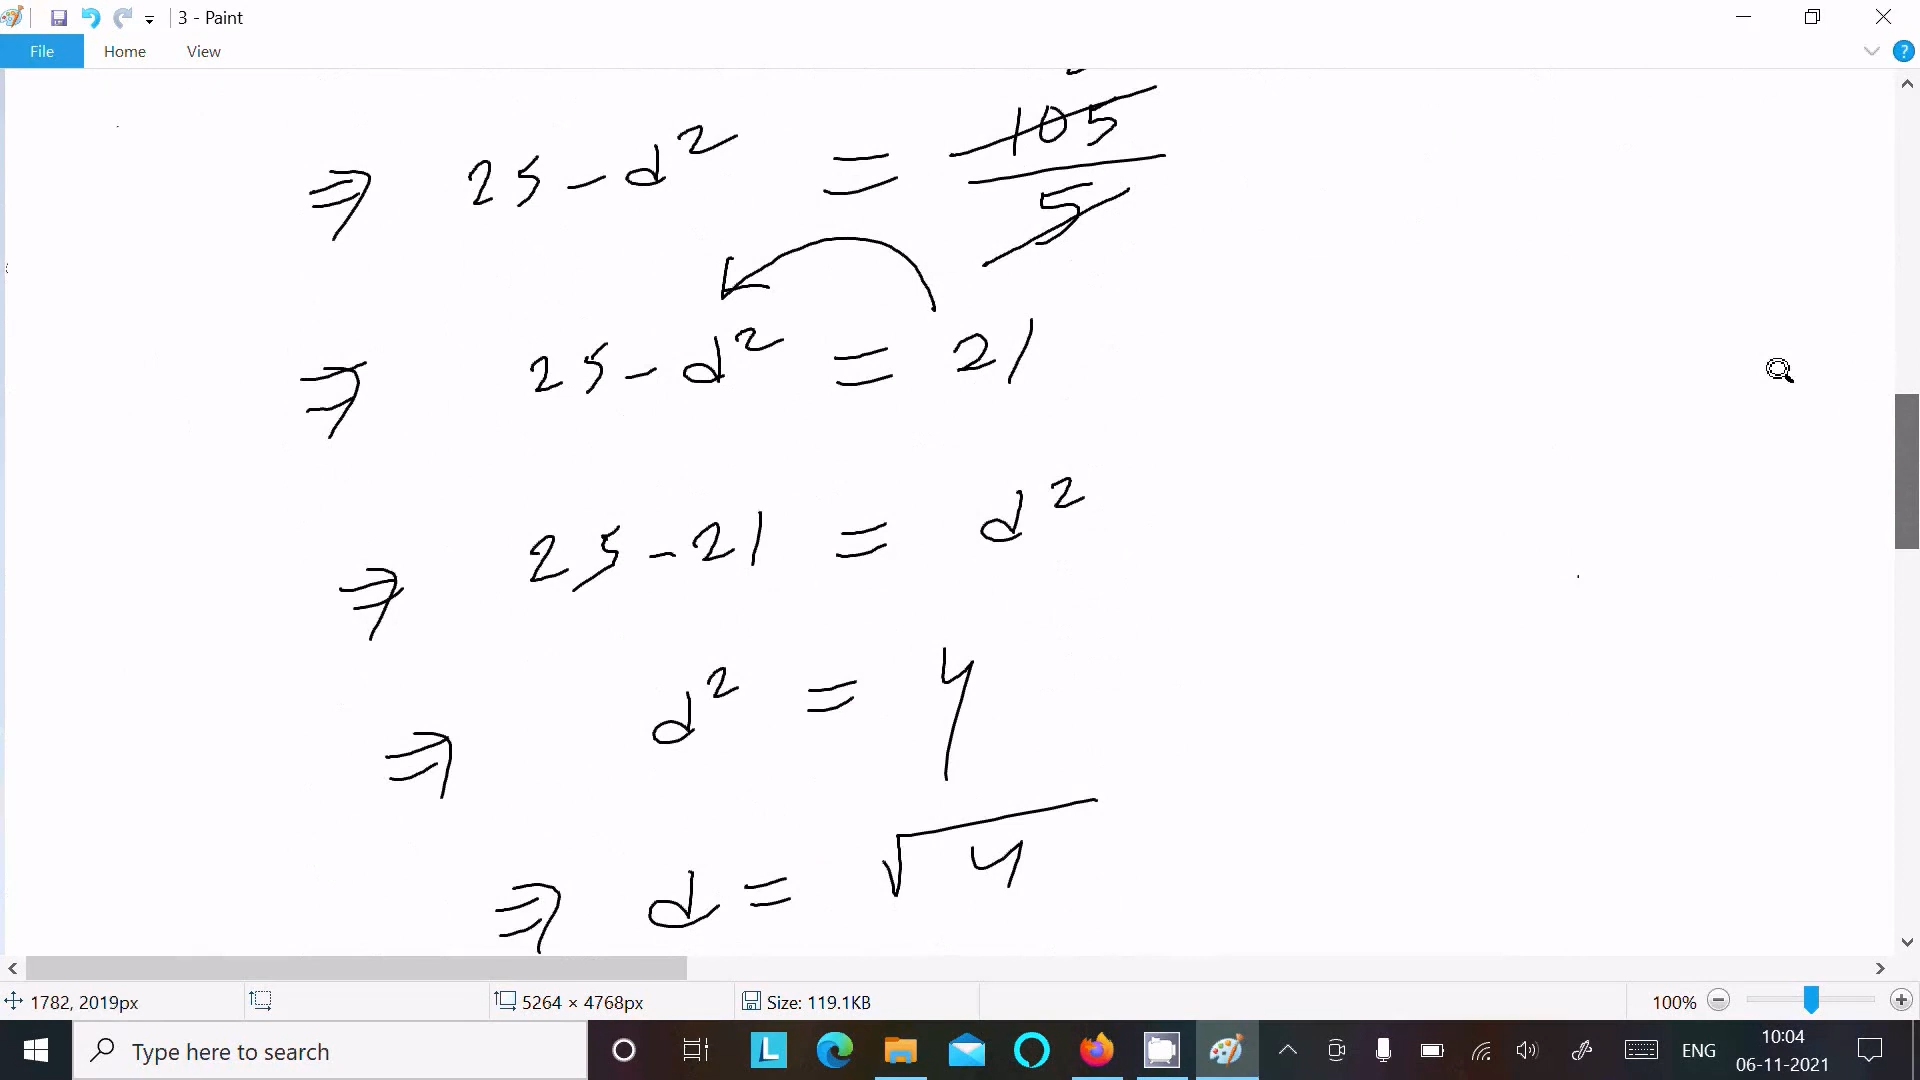 3 - Paint
File Home View
⇒ 25 - d² = 105/5
⇒ 25 - d² = 21
⇒ 25 - 21 = d²
⇒ d² = 4
⇒ d = √4
1782, 2019px 5264 × 4768px Size: 119.1KB 100%
Type here to search
L
ENG
10:04
06-11-2021